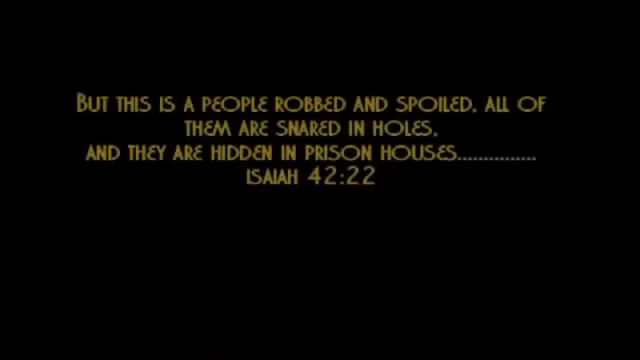 But this is a people robbed and spoiled, all of
them are snared in holes,
and they are hidden in prison houses...............
Isaiah 42:22